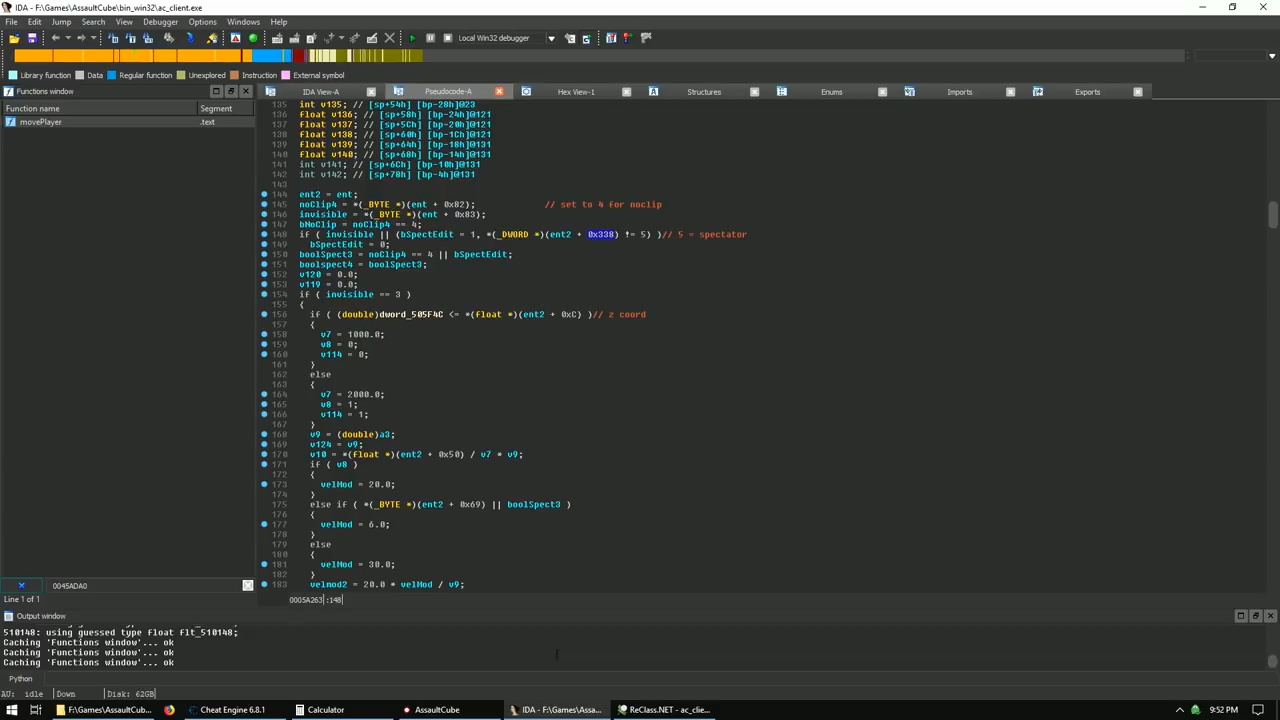 IDA - F:\Games\AssaultCube\bin_win32\ac_client.exe
File Edit Jump Search View Debugger Options Windows Help
Local Win32 debugger
Library function Data Regular function Unexplored Instruction External symbol
Functions window
IDA View-A Pseudocode-A Hex View-1 Structures Enums Imports Exports
Function name Segment
movePlayer .text
135 int v135; // [sp+54h] [bp-28h]@23
136 float v136; // [sp+58h] [bp-24h]@121
137 float v137; // [sp+5Ch] [bp-20h]@121
138 float v138; // [sp+60h] [bp-1Ch]@121
139 float v139; // [sp+64h] [bp-18h]@131
140 float v140; // [sp+68h] [bp-14h]@131
141 int v141; // [sp+6Ch] [bp-10h]@131
142 int v142; // [sp+78h] [bp-4h]@131
143
144 ent2 = ent;
145 noClip4 = *(_BYTE *)(ent + 0x82); // set to 4 for noclip
146 invisible = *(_BYTE *)(ent + 0x83);
147 bNoClip = noClip4 == 4;
148 if ( invisible || (bSpectEdit = 1, *(_DWORD *)(ent2 + 0x338) != 5) )// 5 = spectator
149 bSpectEdit = 0;
150 boolSpect3 = noClip4 == 4 || bSpectEdit;
151 boolspect4 = boolSpect3;
152 v120 = 0.0;
153 v119 = 0.0;
154 if ( invisible == 3 )
155 {
156 if ( (double)dword_505F4C <= *(float *)(ent2 + 0xC) )// z coord
157 {
158 v7 = 1000.0;
159 v8 = 0;
160 v114 = 0;
161 }
162 else
163 {
164 v7 = 2000.0;
165 v8 = 1;
166 v114 = 1;
167 }
168 v9 = (double)a3;
169 v124 = v9;
170 v10 = *(float *)(ent2 + 0x50) / v7 * v9;
171 if ( v8 )
172 {
173 velMod = 20.0;
174 }
175 else if ( *(_BYTE *)(ent2 + 0x69) || boolSpect3 )
176 {
177 velMod = 6.0;
178 }
179 else
180 {
181 velMod = 30.0;
182 }
183 velmod2 = 20.0 * velMod / v9;
0045ADA0
Line 1 of 1
0005A263 :148
Output window
510148: using guessed type float flt_510148;
Caching 'Functions window'... ok
Caching 'Functions window'... ok
Caching 'Functions window'... ok
Python
AU: idle Down Disk: 62GB
F:\Games\AssaultCub... Cheat Engine 6.8.1 Calculator AssaultCube IDA - F:\Games\Assa... ReClass.NET - ac_clie... 9:52 PM